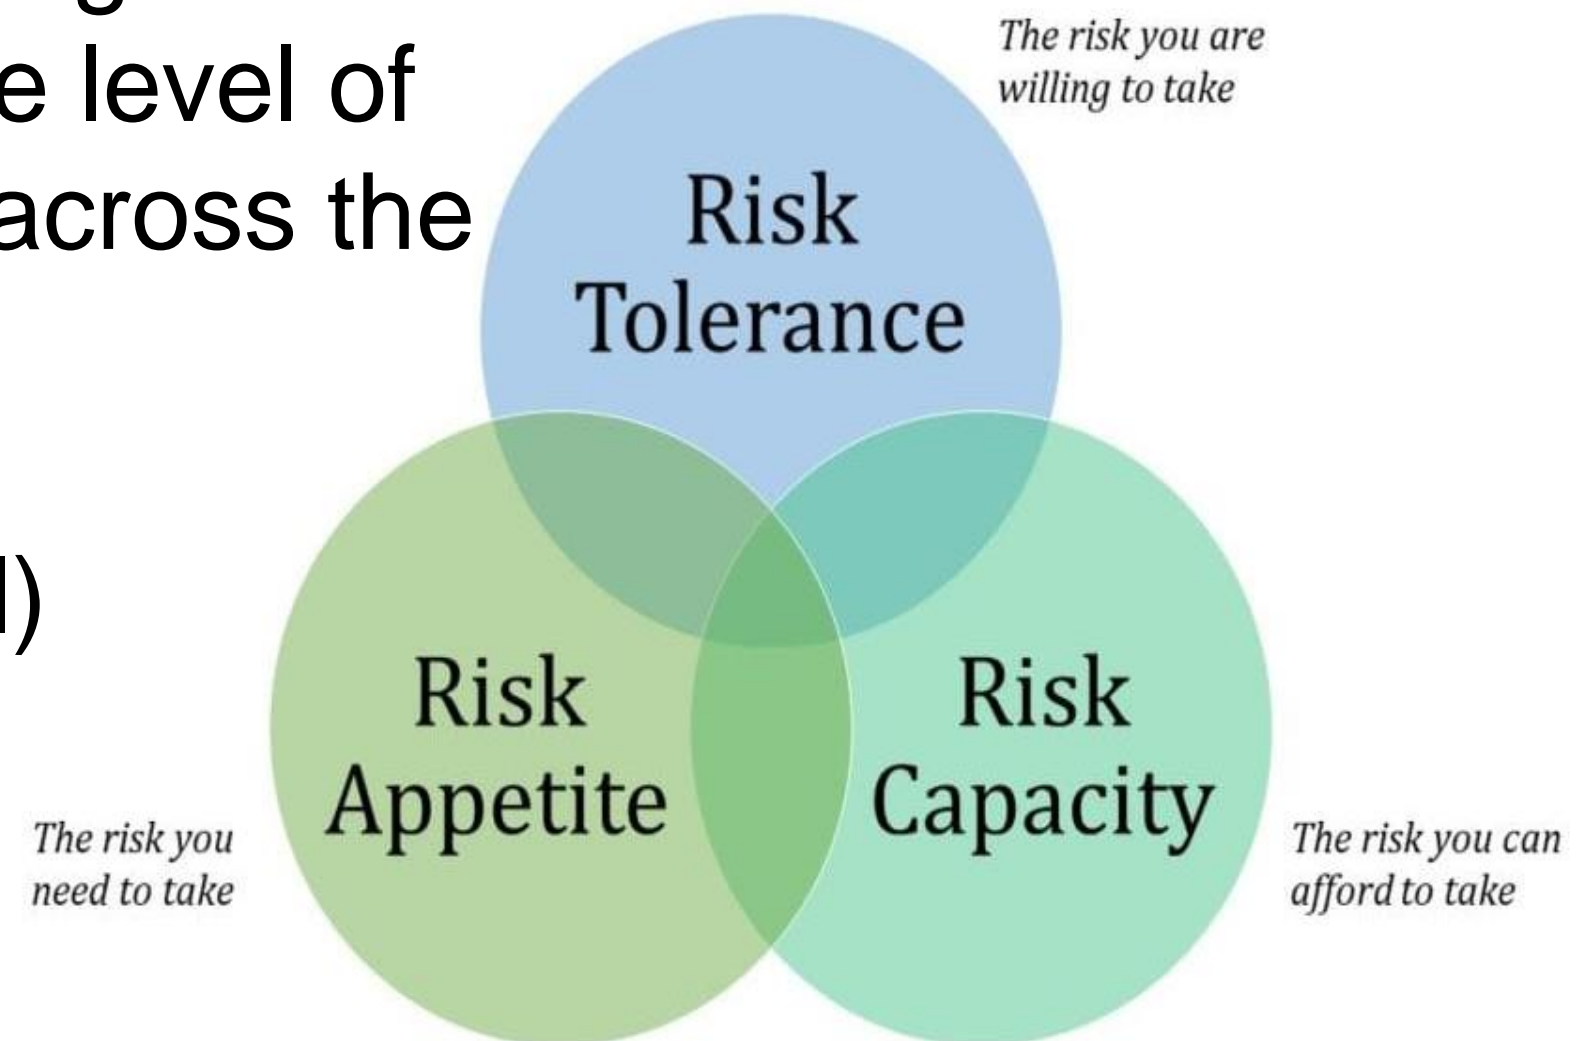 e level of
across the
l)
The risk you are
willing to take
Risk
Tolerance
Risk
Appetite
Risk
Capacity
The risk you
need to take
The risk you can
afford to take